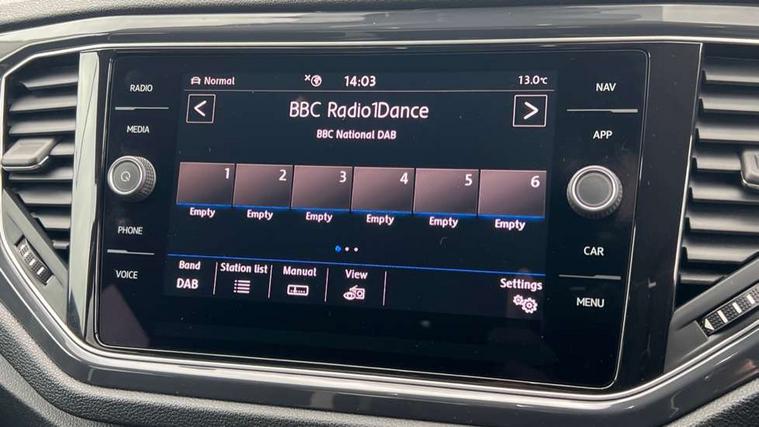 RADIO
MEDIA
PHONE
VOICE
Normal 14:03 13.0°C
BBC Radio1Dance
BBC National DAB
1 2 3 4 5 6
Empty Empty Empty Empty Empty Empty
Band Station list Manual View Settings
DAB
NAV
APP
CAR
MENU